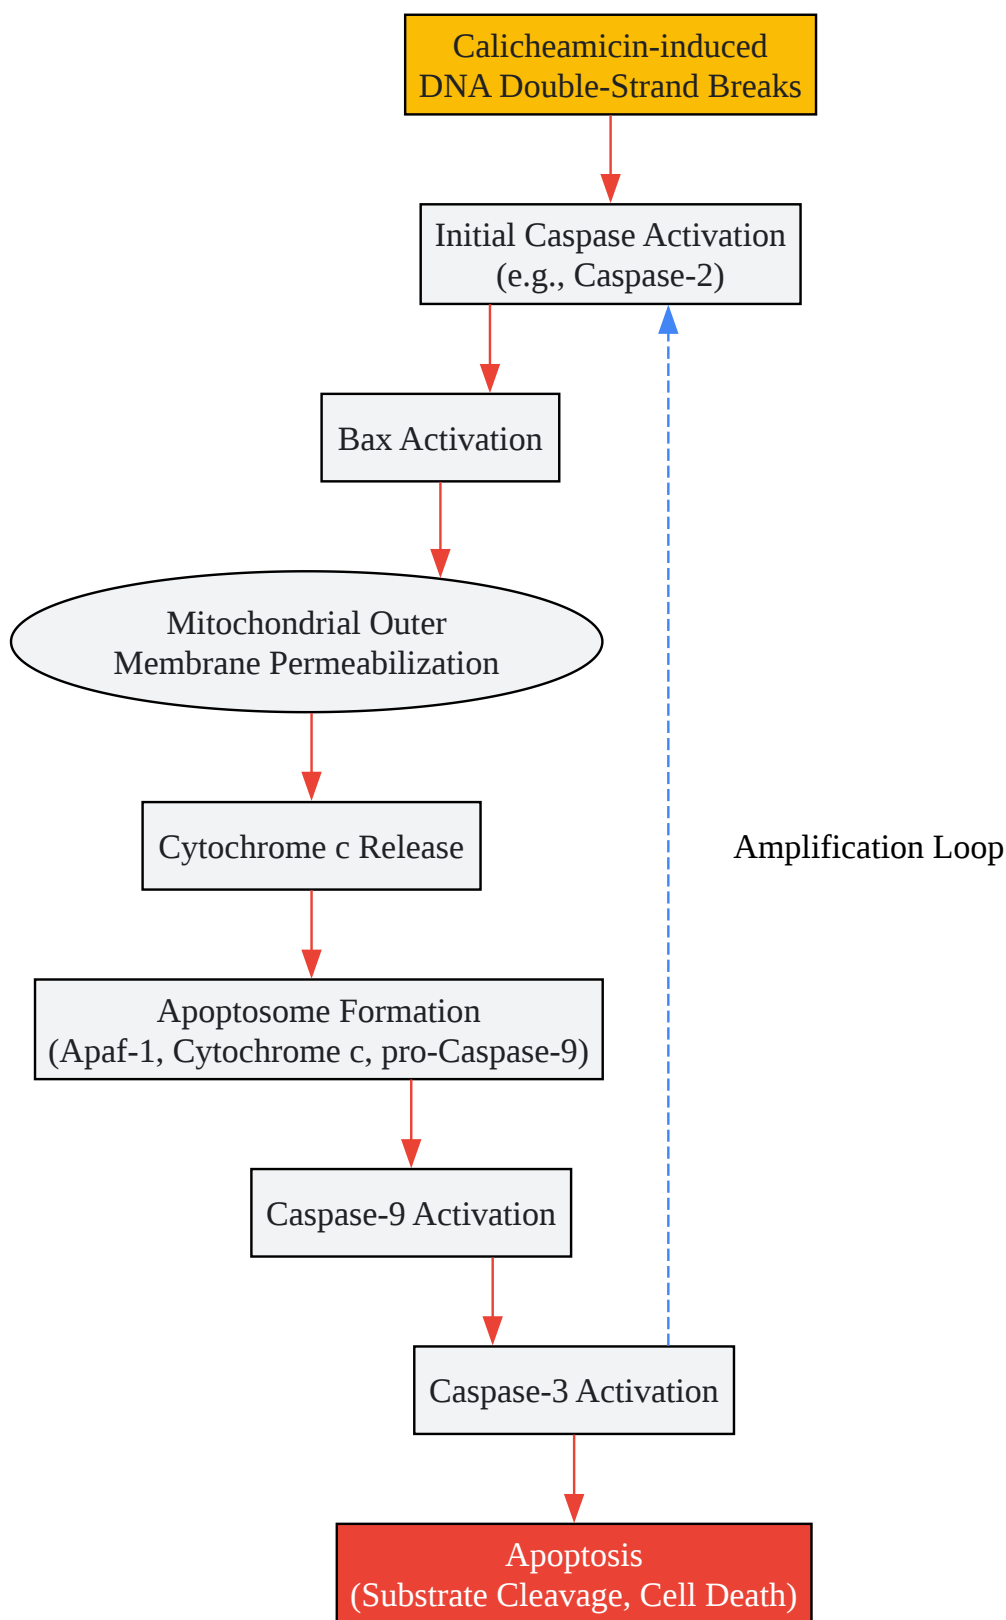 Calicheamicin-induced
DNA Double-Strand Breaks
Initial Caspase Activation
(e.g., Caspase-2)
Bax Activation
Mitochondrial Outer
Membrane Permeabilization
Cytochrome c Release
Amplification Loop
Apoptosome Formation
(Apaf-1, Cytochrome c, pro-Caspase-9)
Caspase-9 Activation
Caspase-3 Activation
Apoptosis
(Substrate Cleavage, Cell Death)